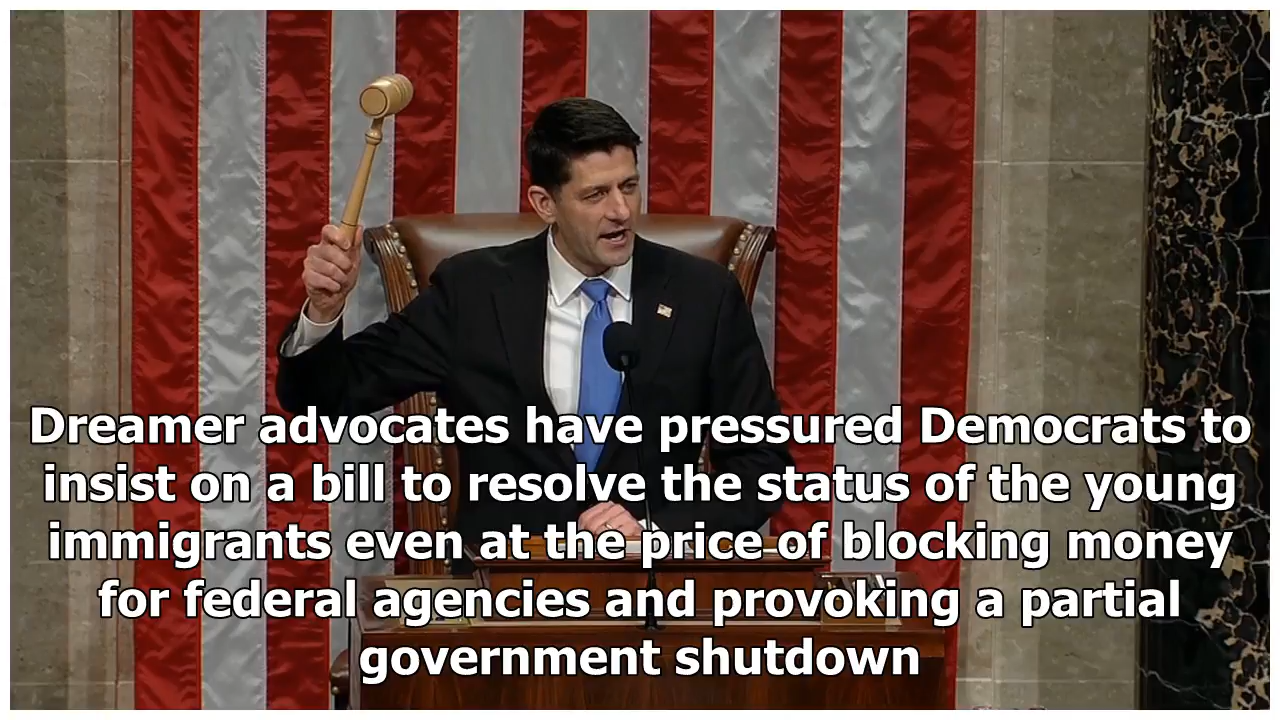 Dreamer advocates have pressured Democrats to
insist on a bill to resolve the status of the young
immigrants even at the price of blocking money
for federal agencies and provoking a partial
government shutdown